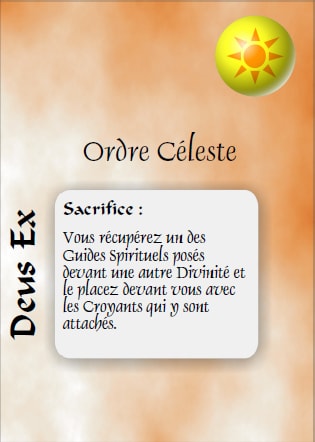 Ordre Céleste
Deus Ex
Sacrifice :
Vous récupérez un des
Guides Spirituels posés
devant une autre Divinité et
le placez devant vous avec
les Croyants qui y sont
attachés.